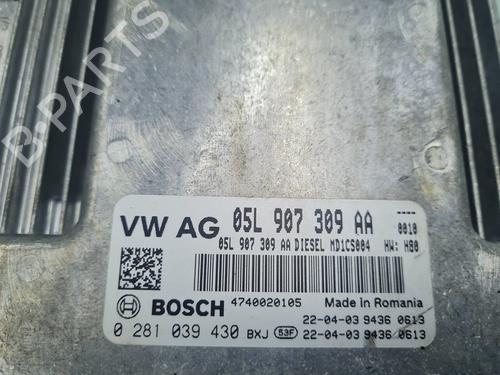 VW AG 05L 907 309 AA 0010
05L 907 309 AA DIESEL MD1CS004 HW: H80
BOSCH 4740020105 Made in Romania
22-04-03 9436 0613
0 281 039 430 BXJ 53F 22-04-03 9436 0613
B PARTS